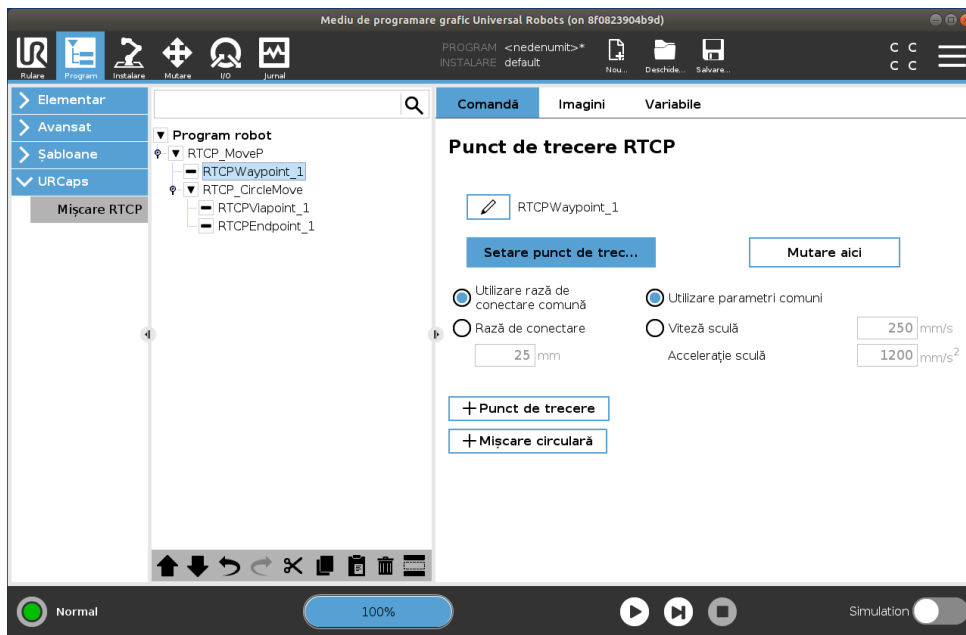 Mediu de programare grafic Universal Robots (on 8f0823904b9d)
Rulare
Program
Instalare
Mutare
I/O
Jurnal
PROGRAM <nedenumit>*
INSTALARE default
Nou...
Deschide...
Salvare...
C C
C C
Elementar
Avansat
Șabloane
URCaps
Mișcare RTCP
Program robot
RTCP_MoveP
RTCPWaypoint_1
RTCP_CircleMove
RTCPViapoint_1
RTCPEndpoint_1
Comandă Imagini Variabile
Punct de trecere RTCP
RTCPWaypoint_1
Setare punct de trec...
Mutare aici
Utilizare rază de
conectare comună
Utilizare parametri comuni
Rază de conectare
25 mm
Viteză sculă 250 mm/s
Accelerație sculă 1200 mm/s²
+Punct de trecere
+Mișcare circulară
Normal
100%
Simulation